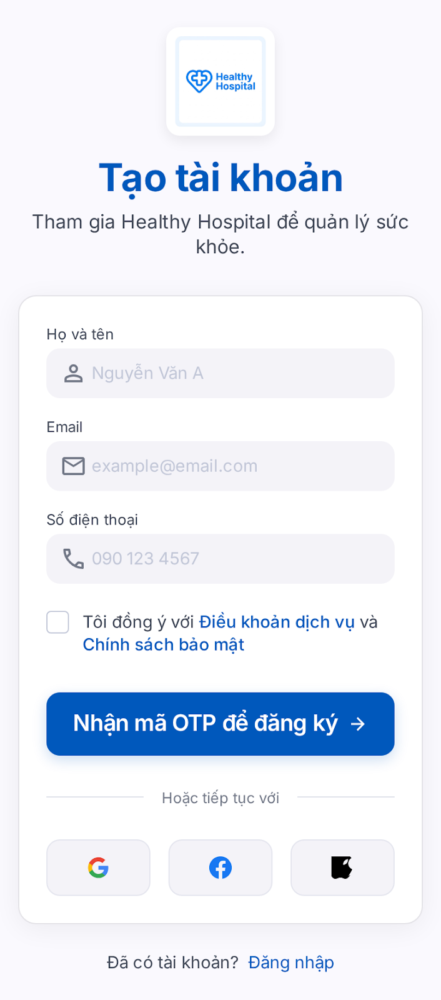 Healthy
Hospital
Tạo tài khoản
Tham gia Healthy Hospital để quản lý sức
khỏe.
Họ và tên
Nguyễn Văn A
Email
example@email.com
Số điện thoại
090 123 4567
Tôi đồng ý với Điều khoản dịch vụ và
Chính sách bảo mật
Nhận mã OTP để đăng ký →
Hoặc tiếp tục với
Đã có tài khoản? Đăng nhập